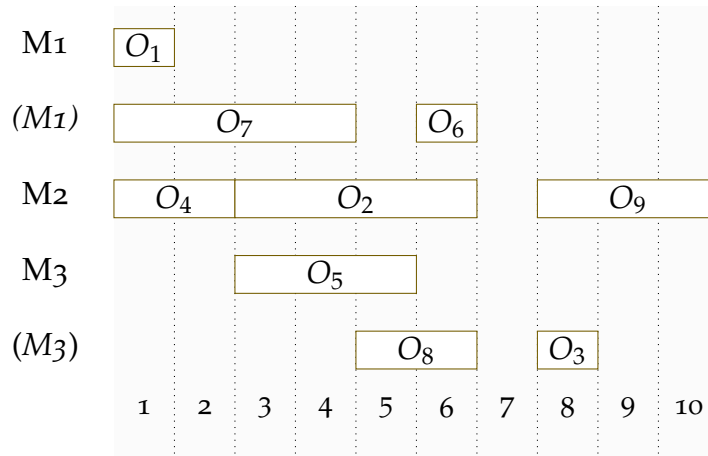 M1 O₁
(M1) O₇ O₆
M2 O₄ O₂ O₉
M3 O₅
(M3) O₈ O₃
1 2 3 4 5 6 7 8 9 10